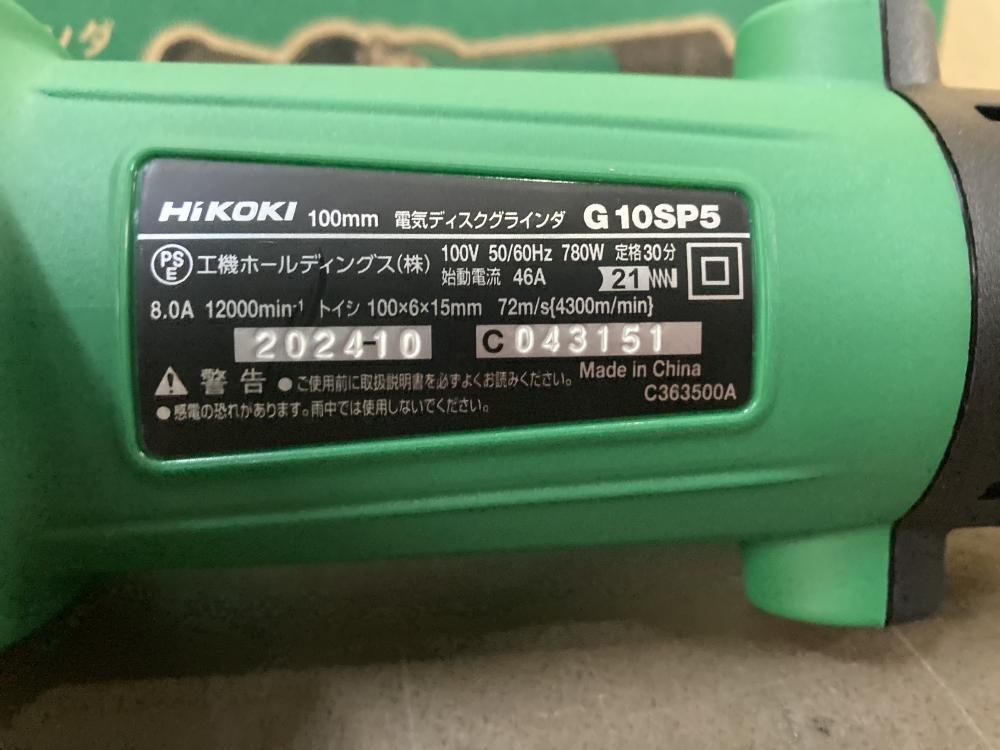 ンダ
HiKOKI 100mm 電気ディスクグラインダ G10SP5
PSE 工機ホールディングス(株) 100V 50/60Hz 780W 定格30分
始動電流 46A 21
8.0A 12000min⁻¹ トイシ 100×6×15mm 72m/s{4300m/min}
2024-10 C 043151
警告 ●ご使用前に取扱説明書を必ずよくお読みください。 Made in China
●感電の恐れがあります。雨中では使用しないでください。 C363500A